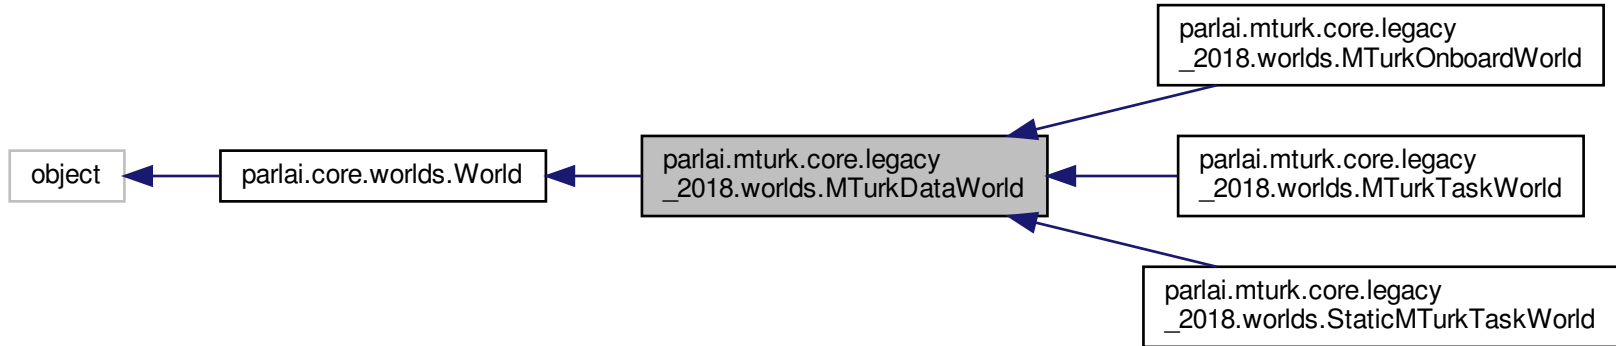 object
parlai.core.worlds.World
parlai.mturk.core.legacy
_2018.worlds.MTurkDataWorld
parlai.mturk.core.legacy
_2018.worlds.MTurkOnboardWorld
parlai.mturk.core.legacy
_2018.worlds.MTurkTaskWorld
parlai.mturk.core.legacy
_2018.worlds.StaticMTurkTaskWorld